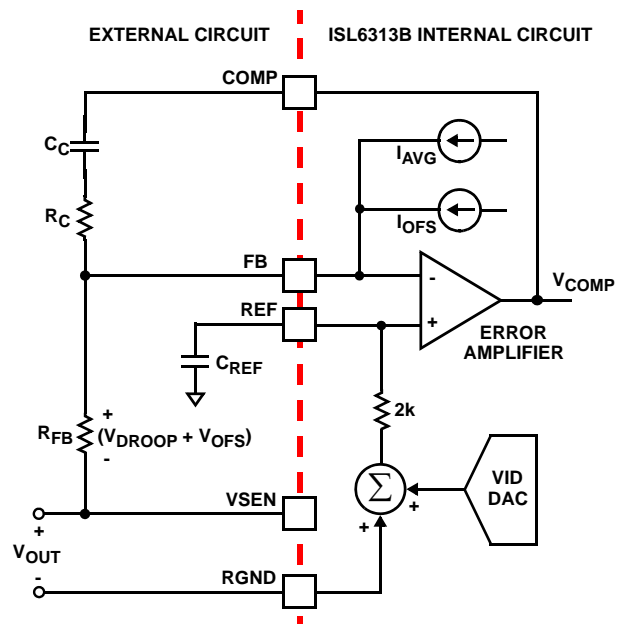 EXTERNAL CIRCUIT
ISL6313B INTERNAL CIRCUIT
COMP
CC
IAVG
RC
IOFS
FB
-
VCOMP
REF
+
ERROR
AMPLIFIER
CREF
2k
+
RFB
(VDROOP + VOFS)
-
VID
DAC
Σ
VSEN
+
+
+
VOUT
-
RGND